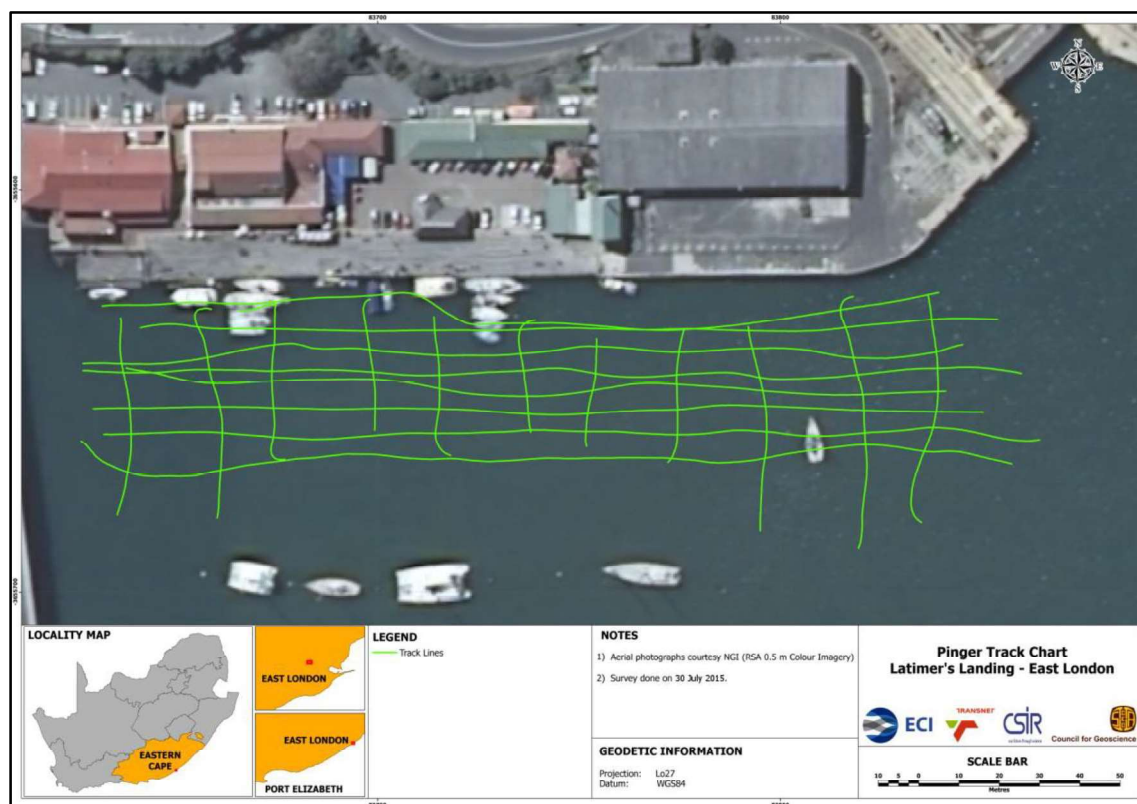 83700
83800
N
W
E
S
-3655600
-3655700
LOCALITY MAP
EASTERN
CAPE
EAST LONDON
EAST LONDON
PORT ELIZABETH
LEGEND
Track Lines
NOTES
1) Aerial photographs courtesy NGI (RSA 0.5 m Colour Imagery)
2) Survey done on 30 July 2015.
GEODETIC INFORMATION
Projection: Lo27
Datum: WGS84
Pinger Track Chart
Latimer's Landing - East London
ECI
TRANSNET
CSIR
Council for Geoscience
SCALE BAR
10 5 0 10 20 30 40 50
Metres